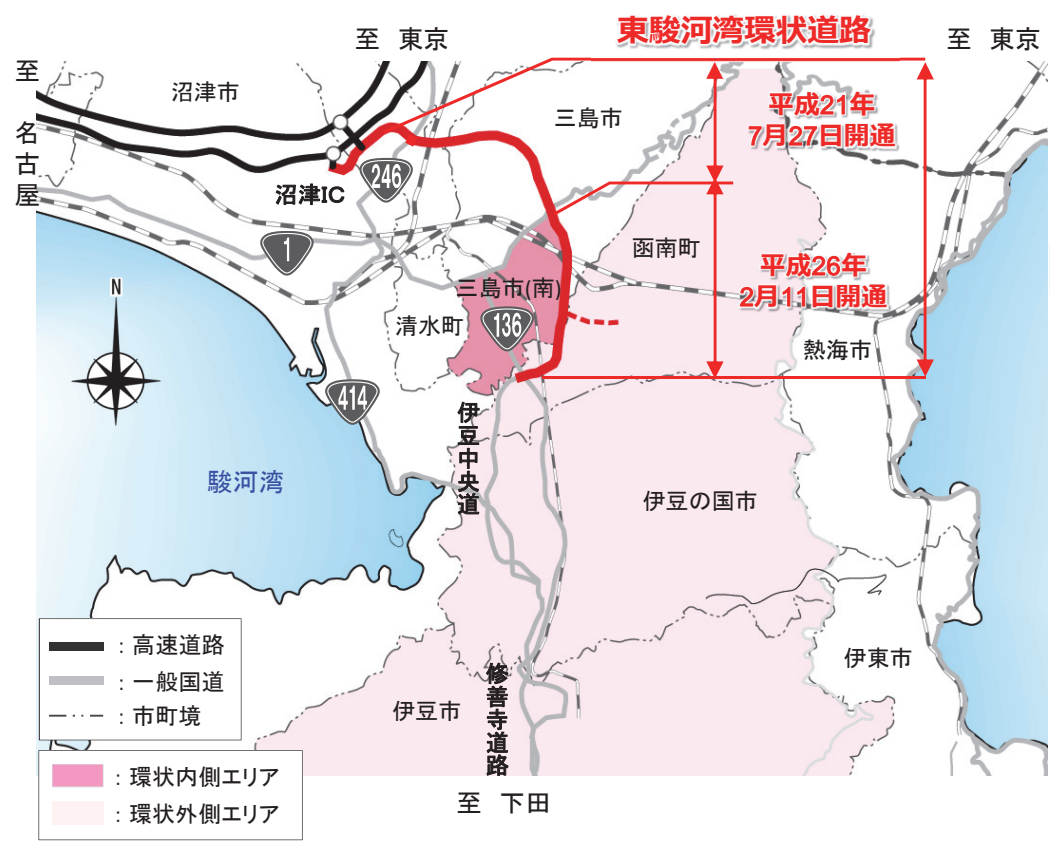 東駿河湾環状道路
至 東京
至 東京
至
名
古
屋
沼津市
三島市
平成21年
7月27日開通
沼津IC
246
1
函南町
三島市(南)
平成26年
2月11日開通
N
清水町
136
熱海市
414
伊豆中央道
駿河湾
伊豆の国市
：高速道路
：一般国道
：市町境
伊東市
伊豆市
修善寺道路
：環状内側エリア
：環状外側エリア
至 下田